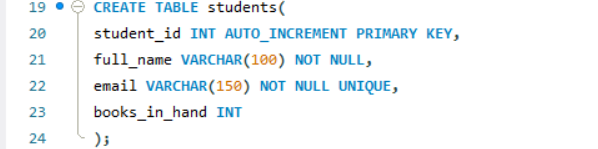 19 CREATE TABLE students(
20 student_id INT AUTO_INCREMENT PRIMARY KEY,
21 full_name VARCHAR(100) NOT NULL,
22 email VARCHAR(150) NOT NULL UNIQUE,
23 books_in_hand INT
24 );